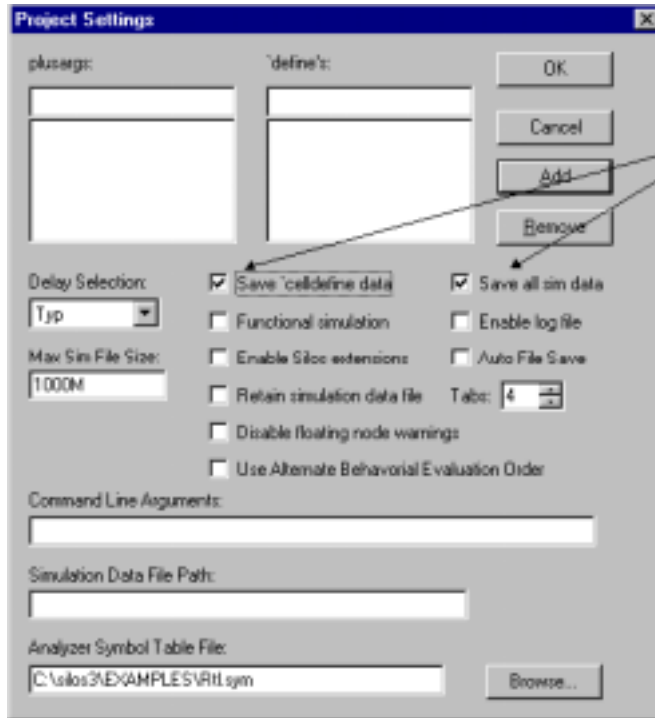 Project Settings
plusargs:
`define's:
OK
Cancel
Add
Remove
Delay Selection:
Typ
Max Sim File Size:
1000M
Save `celldefine data
Functional simulation
Enable Silos extensions
Retain simulation data file
Disable floating node warnings
Use Alternate Behavorial Evaluation Order
Save all sim data
Enable log file
Auto File Save
Tabs: 4
Command Line Arguments:
Simulation Data File Path:
Analyzer Symbol Table File:
C:\silos3\EXAMPLES\Rtl.sym
Browse...